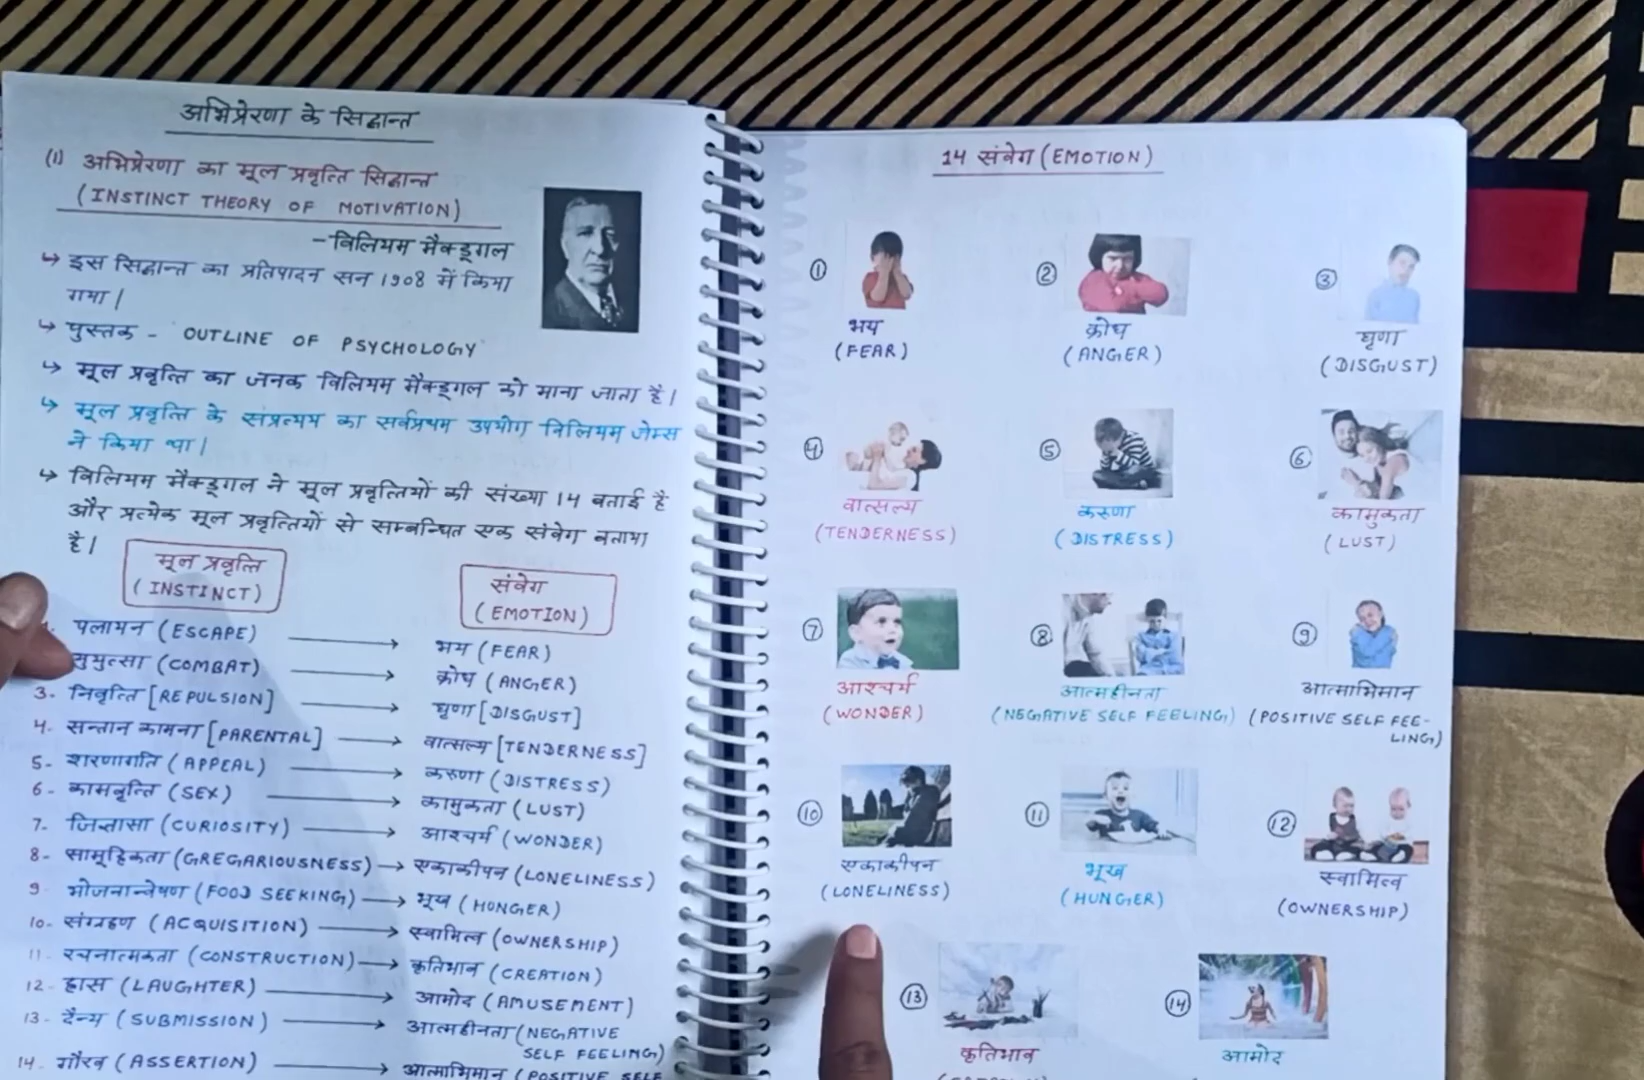 अभिप्रेरणा के सिद्धान्त
(1) अभिप्रेरणा का मूल प्रवृत्ति सिद्धान्त
(INSTINCT THEORY OF MOTIVATION)
-विलियम मैक्डूगल
↳ इस सिद्धान्त का प्रतिपादन सन 1908 में किया
गया।
↳ पुस्तक - OUTLINE OF PSYCHOLOGY
↳ मूल प्रवृत्ति का जनक विलियम मैक्डूगल को माना जाता है।
↳ मूल प्रवृत्ति के संप्रत्यय का सर्वप्रथम उपयोग विलियम जेम्स
ने किया था।
↳ विलियम मैक्डूगल ने मूल प्रवृत्तियों की संख्या 14 बताई है
और प्रत्येक मूल प्रवृत्तियों से सम्बन्धित एक संवेग बताया
है।
मूल प्रवृत्ति
(INSTINCT)
संवेग
(EMOTION)
पलायन (ESCAPE) → भय (FEAR)
युयुत्सा (COMBAT) → क्रोध (ANGER)
3. निवृत्ति [REPULSION] → घृणा [DISGUST]
4. सन्तान कामना [PARENTAL] → वात्सल्य [TENDERNESS]
5- शरणागति (APPEAL) → करुणा (DISTRESS)
6 - कामवृत्ति (SEX) → कामुकता (LUST)
7. जिज्ञासा (CURIOSITY) → आश्चर्य (WONDER)
8- सामूहिकता (GREGARIOUSNESS) → एकाकीपन (LONELINESS)
9 भोजनान्वेषण (FOOD SEEKING) → भूख (HUNGER)
10- संग्रहण (ACQUISITION) → स्वामित्व (OWNERSHIP)
11- रचनात्मकता (CONSTRUCTION) → कृतिभाव (CREATION)
12- ह्रास (LAUGHTER) → आमोद (AMUSEMENT)
13- दैन्य (SUBMISSION) → आत्महीनता (NEGATIVE
SELF FEELING)
14- गौरव (ASSERTION) → आत्माभिमान (POSITIVE SELF
14 संवेग (EMOTION)
① भय
(FEAR)
② क्रोध
(ANGER)
③ घृणा
(DISGUST)
④ वात्सल्य
(TENDERNESS)
⑤ करुणा
(DISTRESS)
⑥ कामुकता
(LUST)
⑦ आश्चर्य
(WONDER)
⑧ आत्महीनता
(NEGATIVE SELF FEELING)
⑨ आत्माभिमान
(POSITIVE SELF FEE-
LING)
⑩ एकाकीपन
(LONELINESS)
⑪ भूख
(HUNGER)
⑫ स्वामित्व
(OWNERSHIP)
⑬ कृतिभाव
⑭ आमोद